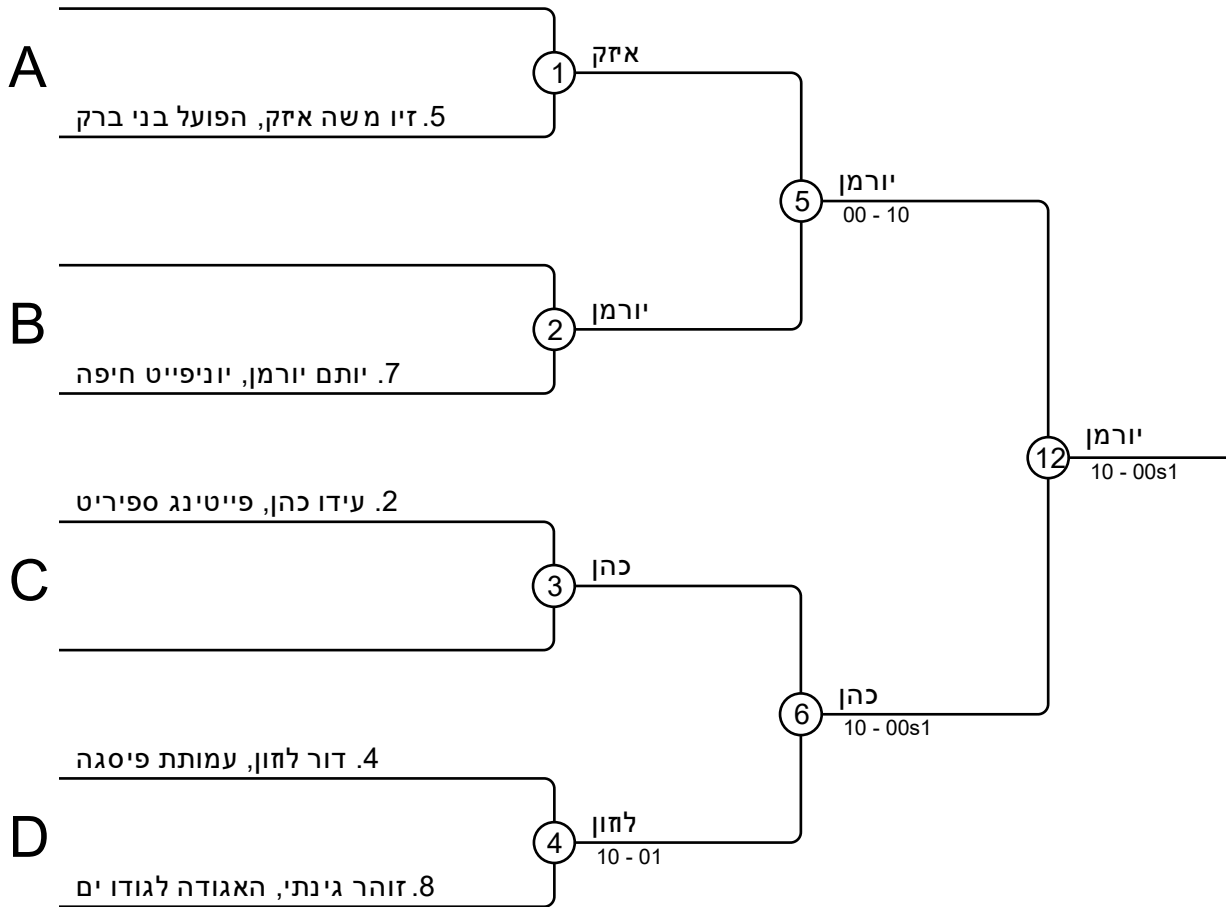 A
1
איזק
5. זיו משה איזק, הפועל בני ברק
5
יורמן
00 - 10
B
2
יורמן
7. יותם יורמן, יוניפייט חיפה
12
יורמן
10 - 00s1
2. עידו כהן, פייטינג ספיריט
C
3
כהן
6
כהן
10 - 00s1
4. דור לוזון, עמותת פיסגה
D
4
לוזון
10 - 01
8. זוהר גינתי, האגודה לגודו ים